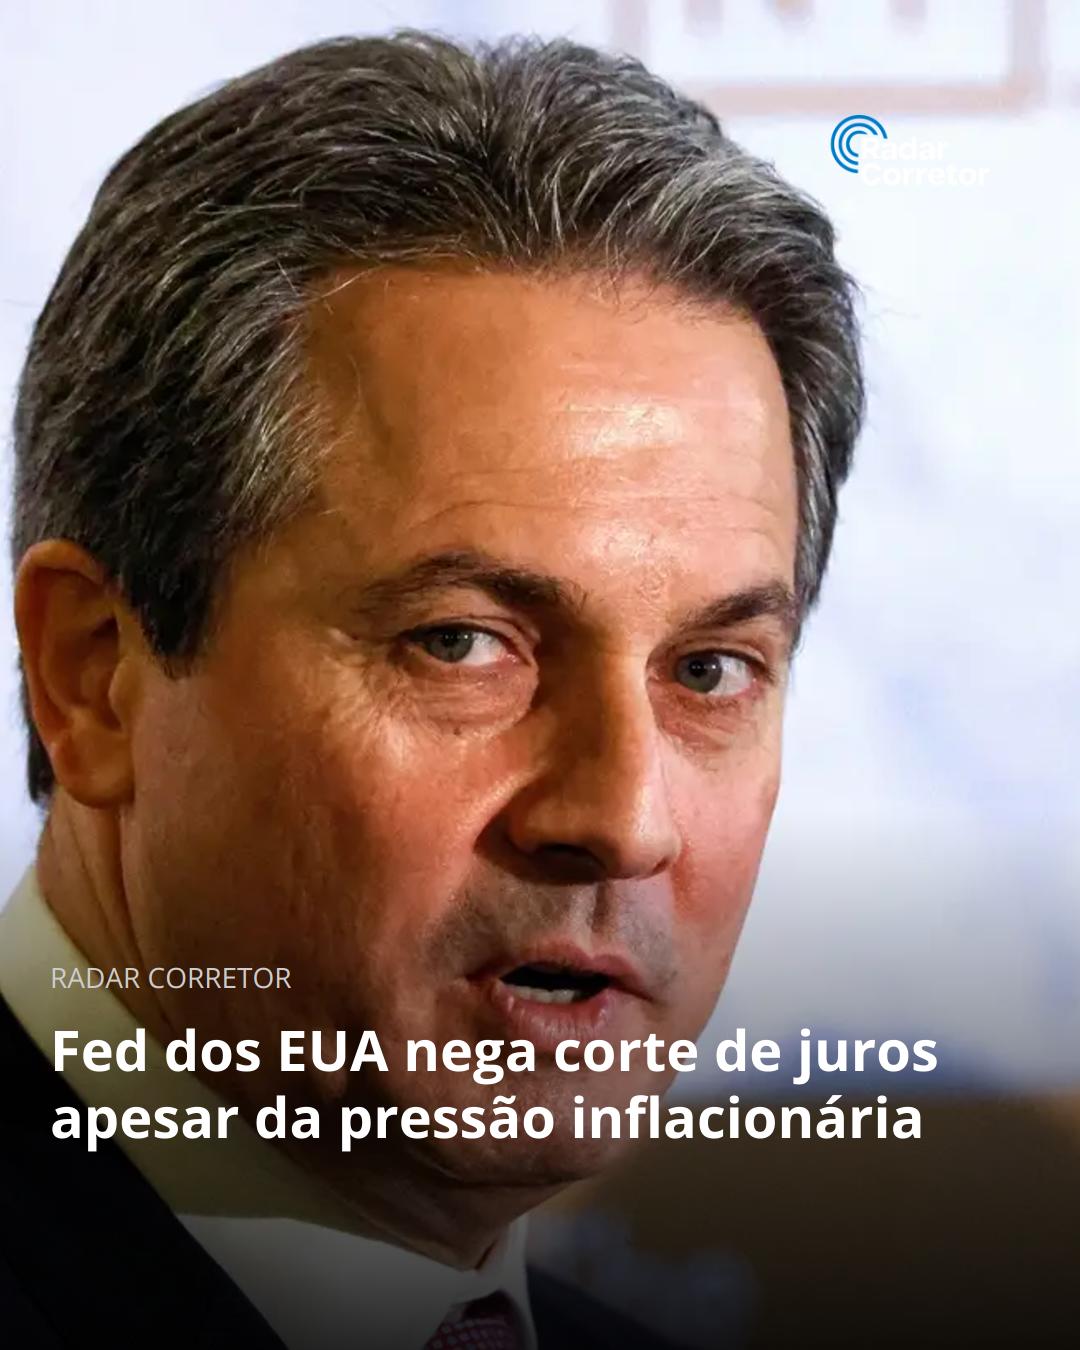 Radar
Corretor
RADAR CORRETOR
Fed dos EUA nega corte de juros
apesar da pressão inflacionária